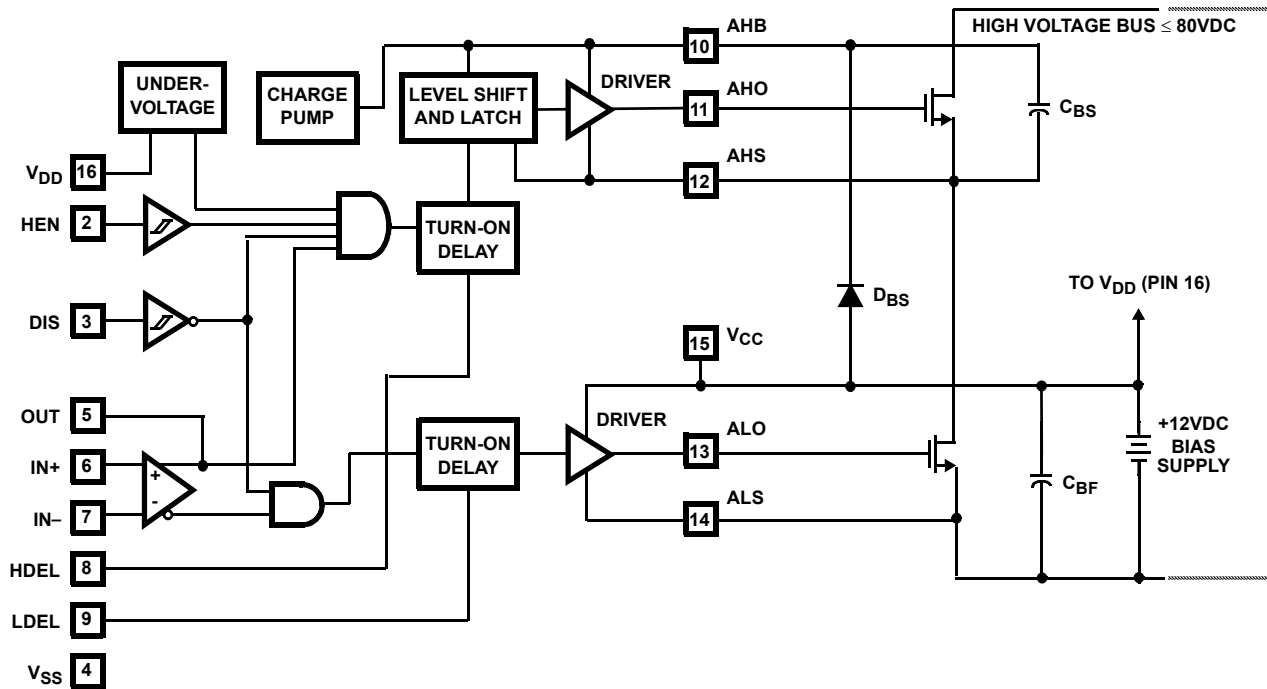 HIGH VOLTAGE BUS ≤ 80VDC
AHB
10
UNDER-
VOLTAGE
CHARGE
PUMP
LEVEL SHIFT
AND LATCH
DRIVER
AHO
11
CBS
AHS
12
VDD 16
HEN 2
TURN-ON
DELAY
DIS 3
DBS
TO VDD (PIN 16)
VCC
15
OUT 5
IN+ 6
+
-
IN– 7
TURN-ON
DELAY
DRIVER
ALO
13
ALS
14
CBF
+12VDC
BIAS
SUPPLY
HDEL 8
LDEL 9
VSS 4